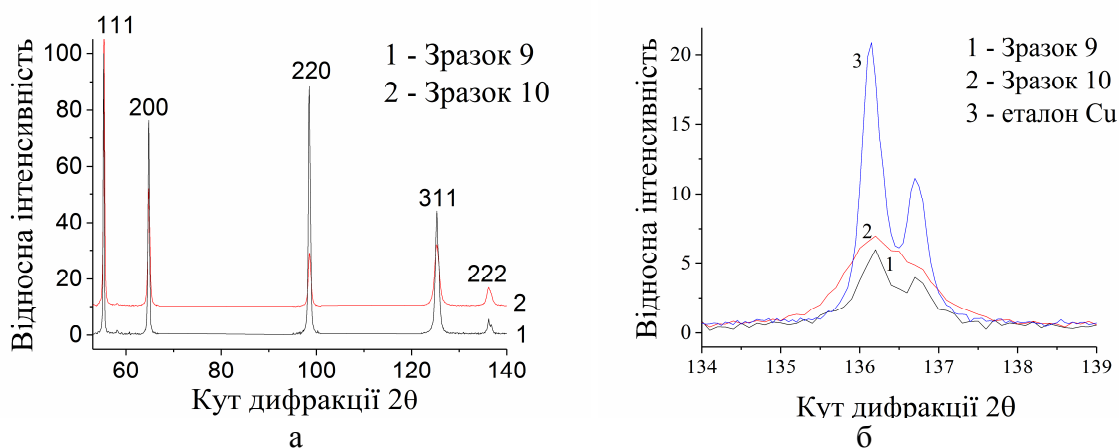 Відносна інтенсивність
100
80
60
40
20
0
111
200
220
311
222
1 - Зразок 9
2 - Зразок 10
2
1
60
80
100
120
140
Кут дифракції 2θ
а
Відносна інтенсивність
20
15
10
5
0
3
2
1
1 - Зразок 9
2 - Зразок 10
3 - еталон Cu
134
135
136
137
138
139
Кут дифракції 2θ
б